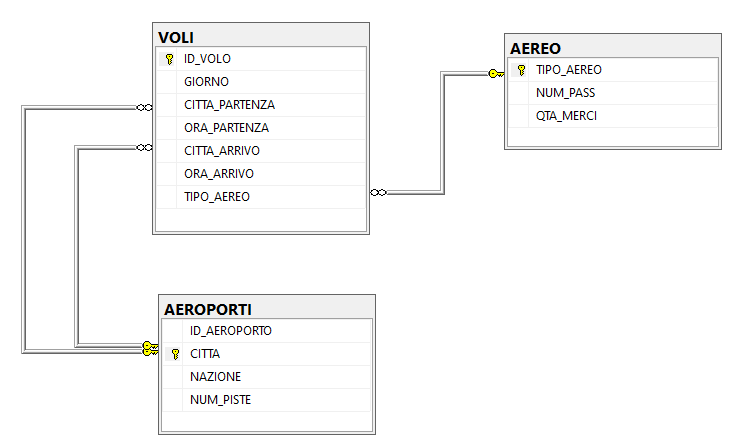 VOLI
ID_VOLO
GIORNO
CITTA_PARTENZA
ORA_PARTENZA
CITTA_ARRIVO
ORA_ARRIVO
TIPO_AEREO
AEREO
TIPO_AEREO
NUM_PASS
QTA_MERCI
AEROPORTI
ID_AEROPORTO
CITTA
NAZIONE
NUM_PISTE